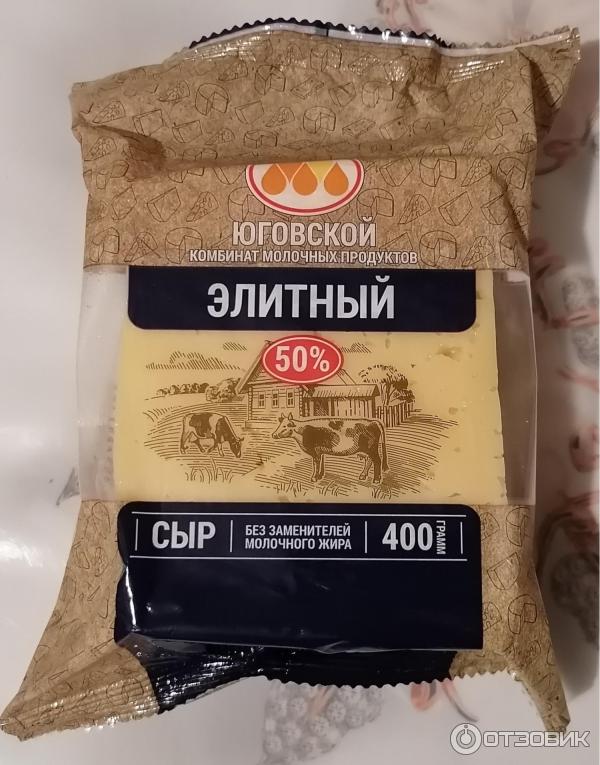 ЮГОВСКОЙ
КОМБИНАТ МОЛОЧНЫХ ПРОДУКТОВ
ЭЛИТНЫЙ
50%
СЫР
БЕЗ ЗАМЕНИТЕЛЕЙ
МОЛОЧНОГО ЖИРА
400 ГРАММ
ОТЗОВИК